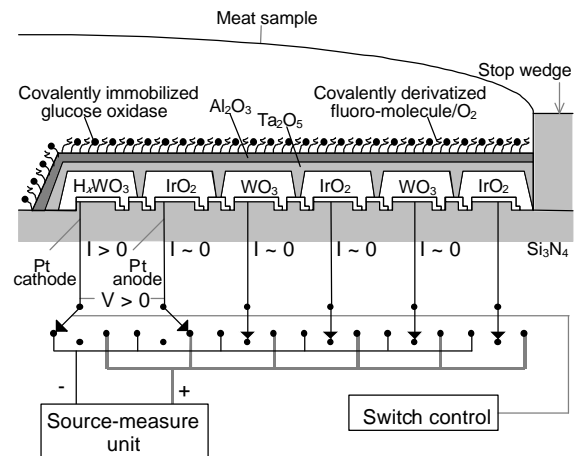 Meat sample
Stop wedge
Covalently immobilized
glucose oxidase
Al2O3
Ta2O5
Covalently derivatized
fluoro-molecule/O2
HxWO3
IrO2
WO3
IrO2
WO3
IrO2
Si3N4
I > 0
I ~ 0
I ~ 0
I ~ 0
I ~ 0
Pt
cathode
Pt
anode
V > 0
-
+
Source-measure
unit
Switch control